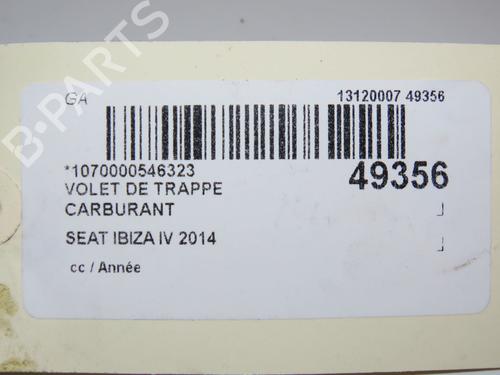 GA 13120007 49356
*1070000546323 49356
VOLET DE TRAPPE
CARBURANT
SEAT IBIZA IV 2014
cc / Année
B-PARTS